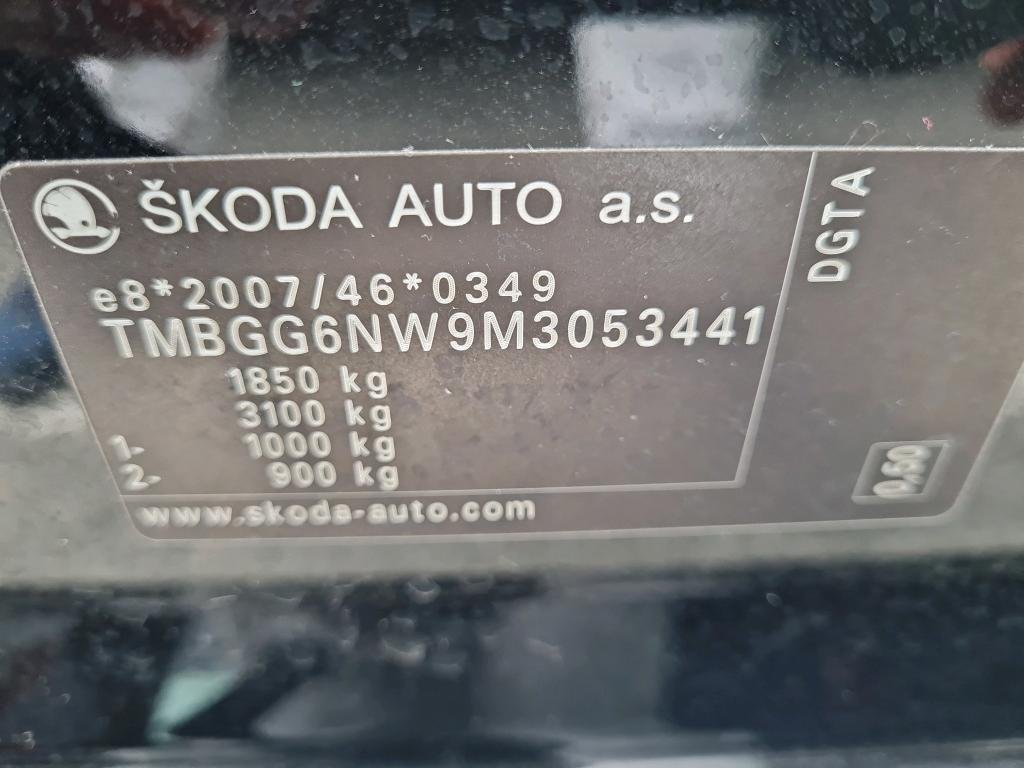 ŠKODA AUTO a.s.
e8*2007/46*0349
TMBGG6NW9M3053441
1850 kg
3100 kg
1- 1000 kg
2- 900 kg
www.skoda-auto.com
DGTA
0,50